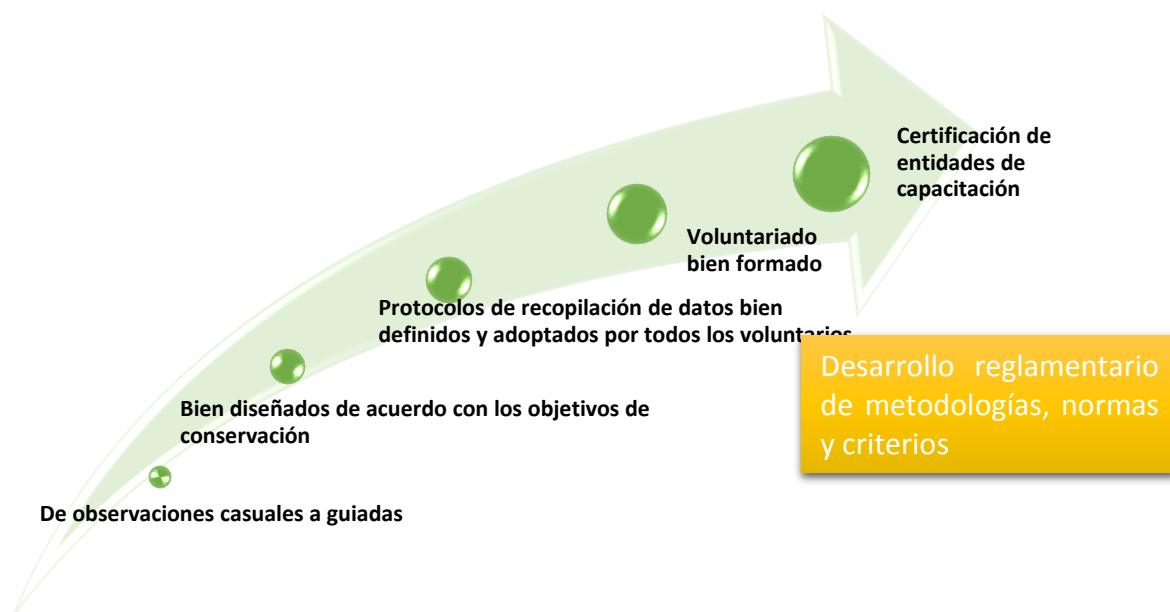 Certificación de
entidades de
capacitación
Voluntariado
bien formado
Protocolos de recopilación de datos bien
definidos y adoptados por todos los voluntarios
Desarrollo reglamentario
de metodologías, normas
y criterios
Bien diseñados de acuerdo con los objetivos de
conservación
De observaciones casuales a guiadas